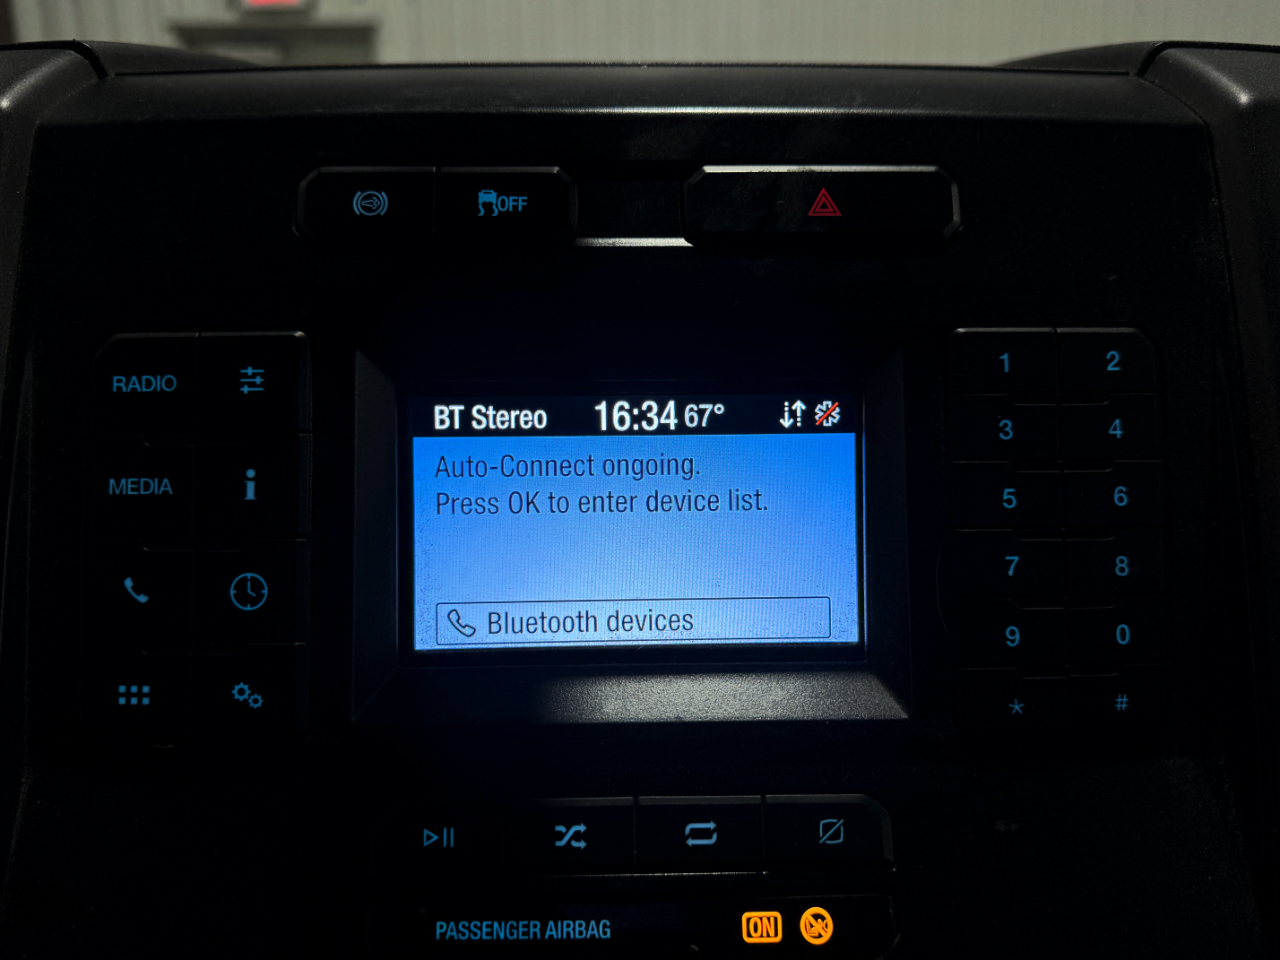 OFF
BT Stereo 16:34 67°
Auto-Connect ongoing.
Press OK to enter device list.
Bluetooth devices
RADIO
MEDIA
1 2
3 4
5 6
7 8
9 0
* #
PASSENGER AIRBAG ON